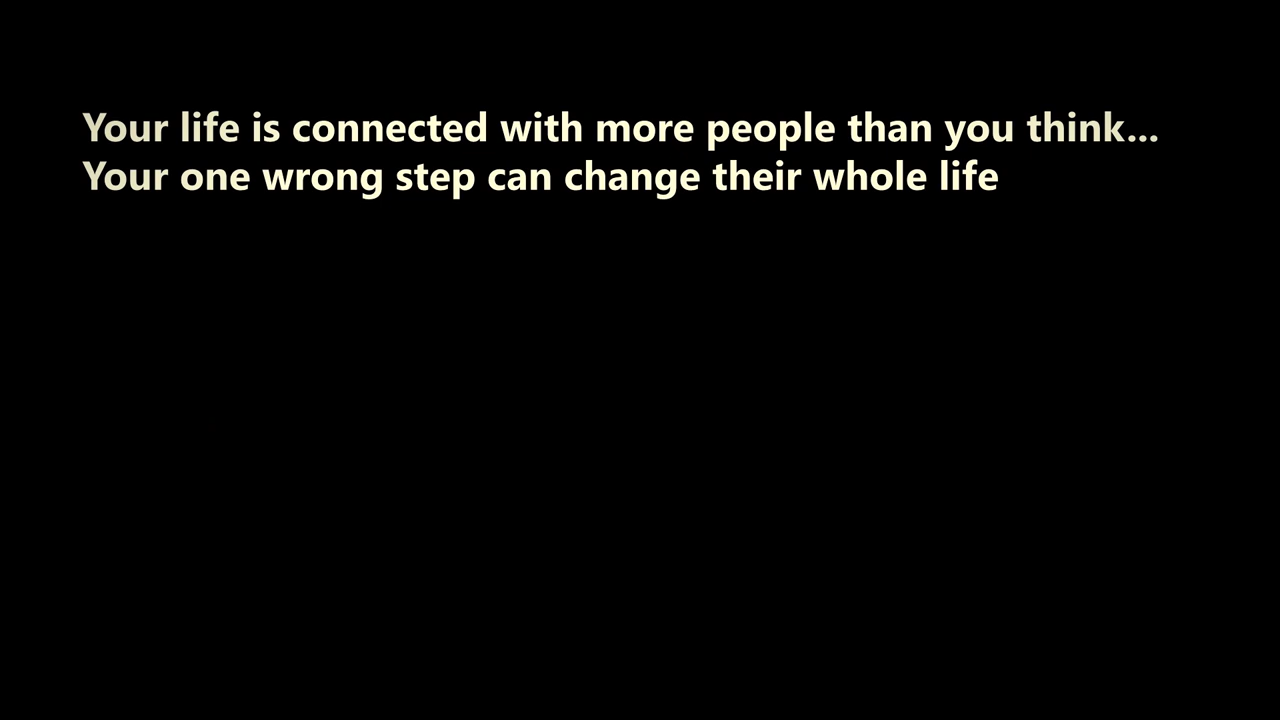 Your life is connected with more people than you think...
Your one wrong step can change their whole life